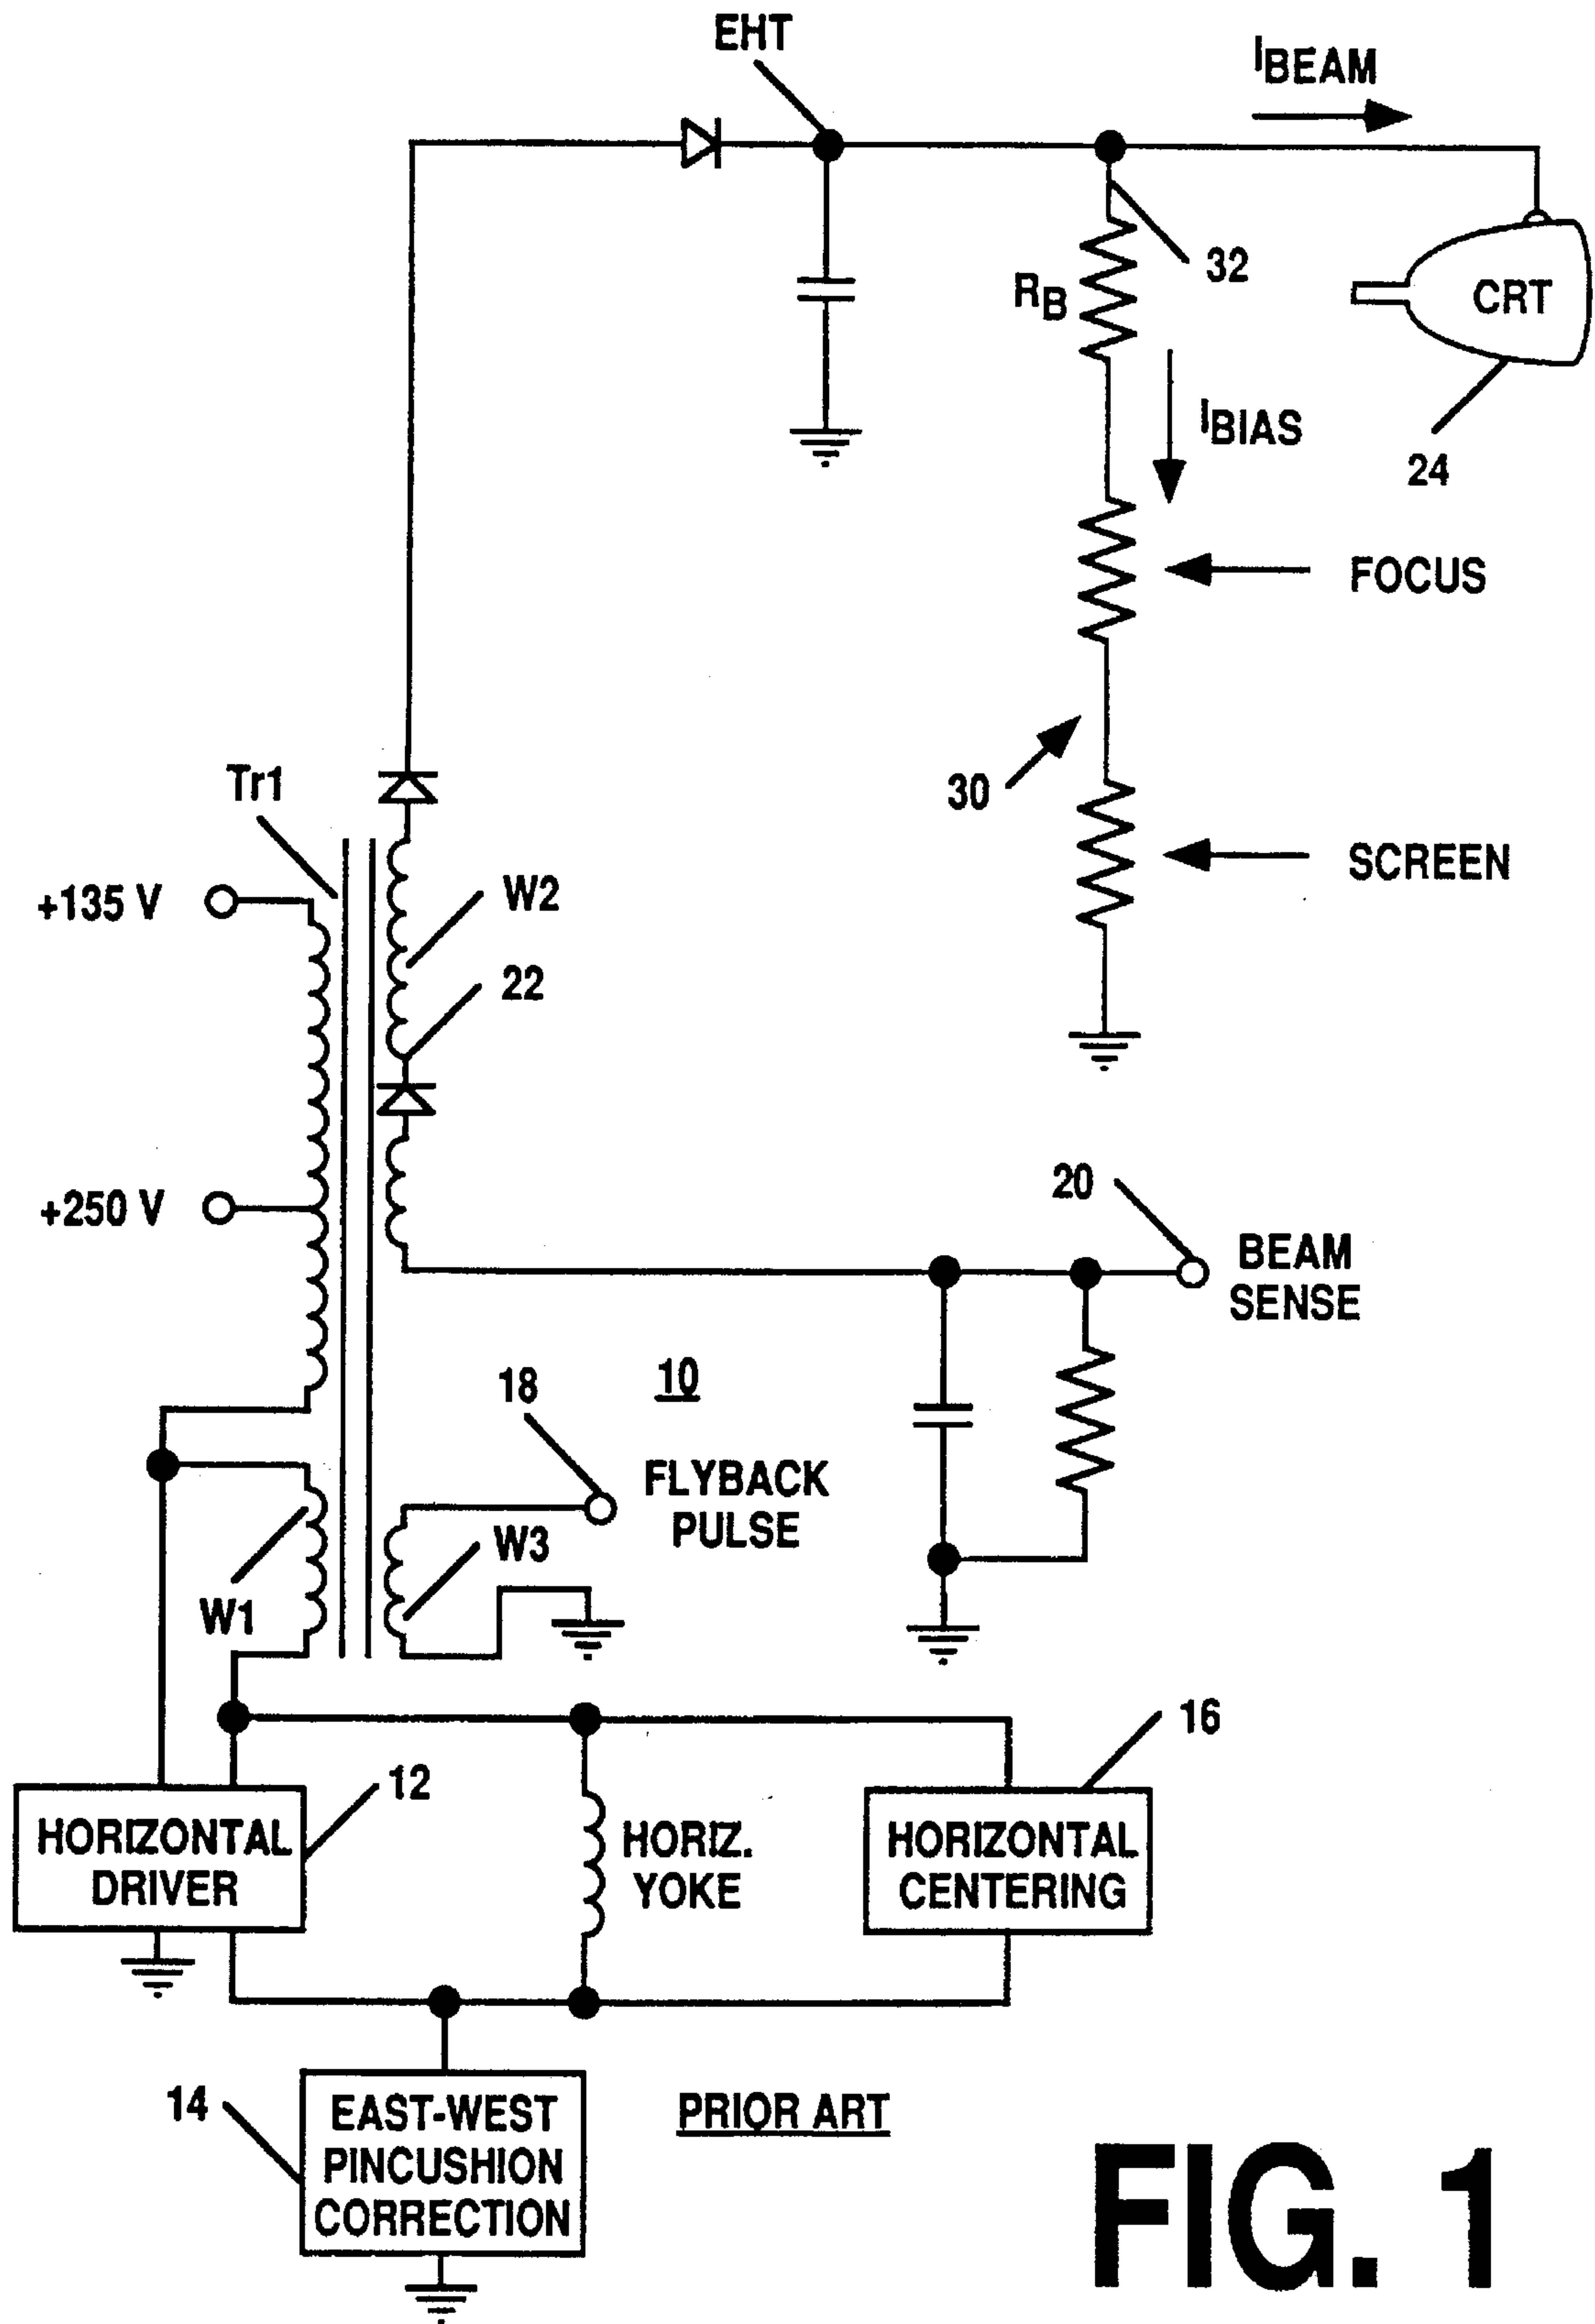 EHT
IBEAM
32
RB
CRT
IBIAS
24
FOCUS
Tr1
30
SCREEN
+135 V
W2
22
+250 V
20
BEAM
SENSE
10
18
FLYBACK
PULSE
W3
W1
16
12
HORIZONTAL
DRIVER
HORIZ.
YOKE
HORIZONTAL
CENTERING
14
EAST-WEST
PINCUSHION
CORRECTION
PRIOR ART
FIG. 1